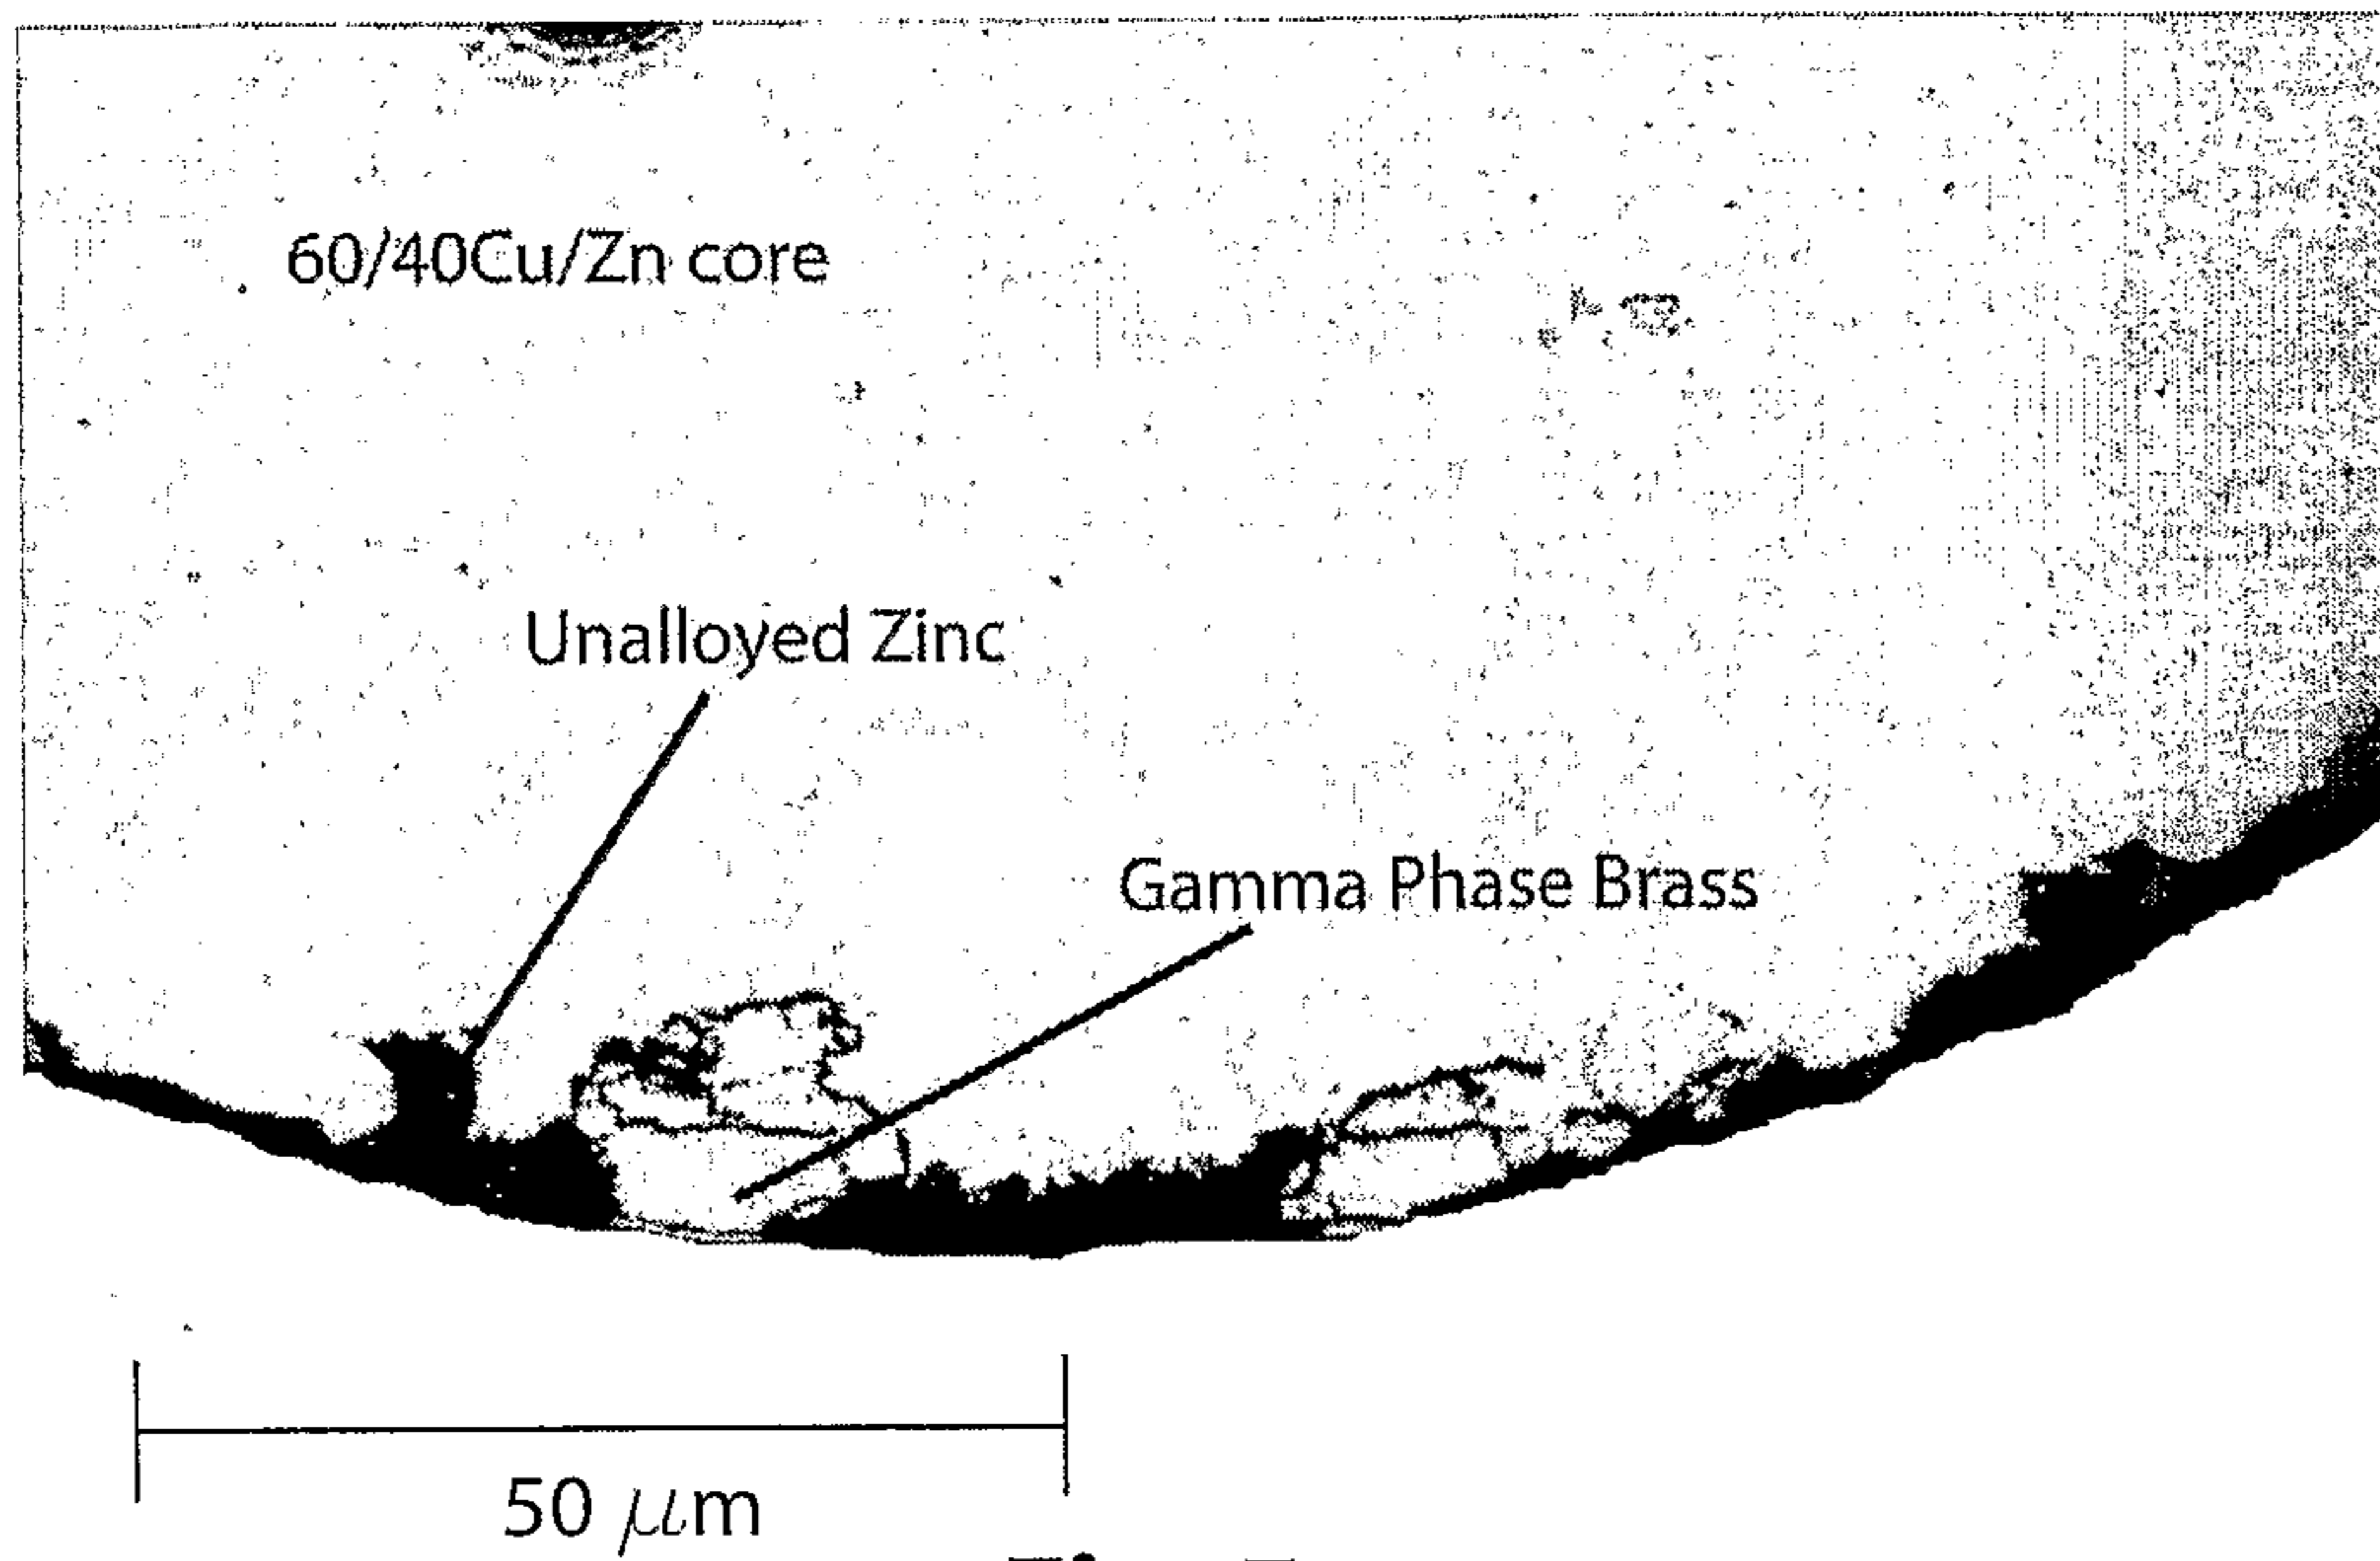 60/40Cu/Zn core
Unalloyed Zinc
Gamma Phase Brass
50 μm